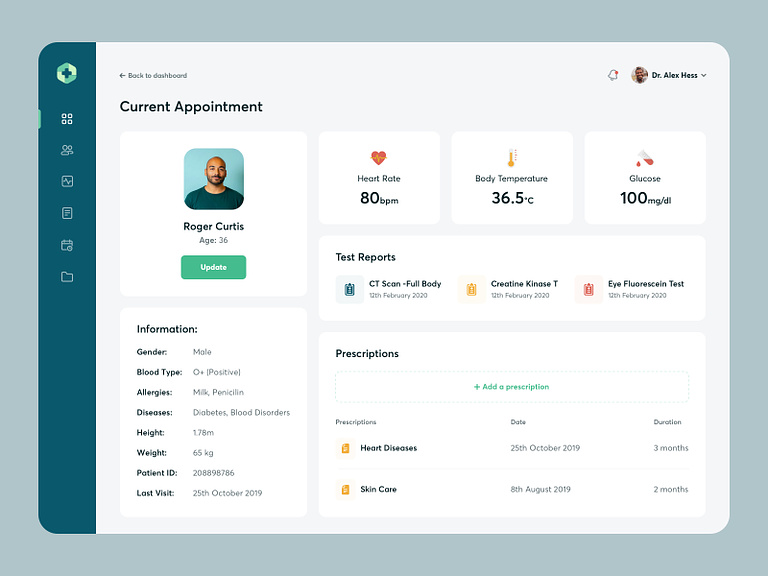 ← Back to dashboard
Dr. Alex Hess
Current Appointment
Roger Curtis
Age: 36
Update
Heart Rate
80bpm
Body Temperature
36.5°C
Glucose
100mg/dl
Test Reports
CT Scan -Full Body
12th February 2020
Creatine Kinase T
12th February 2020
Eye Fluorescein Test
12th February 2020
Information:
Gender: Male
Blood Type: O+ (Positive)
Allergies: Milk, Penicilin
Diseases: Diabetes, Blood Disorders
Height: 1.78m
Weight: 65 kg
Patient ID: 208898786
Last Visit: 25th October 2019
Prescriptions
+ Add a prescription
Prescriptions Date Duration
Heart Diseases 25th October 2019 3 months
Skin Care 8th August 2019 2 months